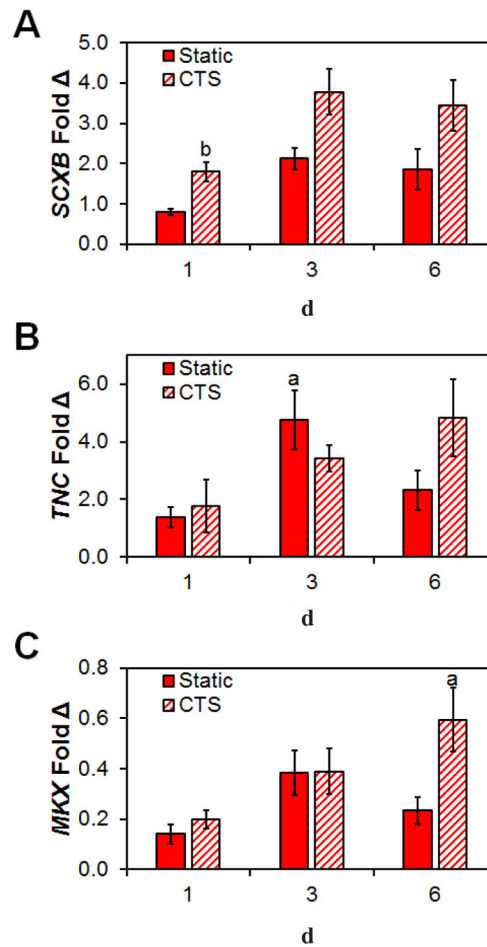 A
5.0
4.0
3.0
2.0
1.0
0.0
SCXB Fold Δ
Static
CTS
b
1 3 6
d
B
6.0
4.0
2.0
0.0
TNC Fold Δ
Static
CTS
a
1 3 6
d
C
0.8
0.6
0.4
0.2
0.0
MKX Fold Δ
Static
CTS
a
1 3 6
d